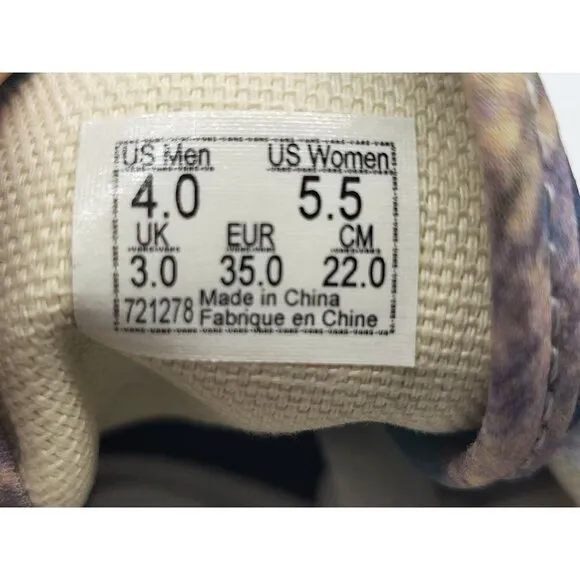 US Men US Women
4.0 5.5
UK EUR CM
3.0 35.0 22.0
721278 Made in China
Fabrique en Chine